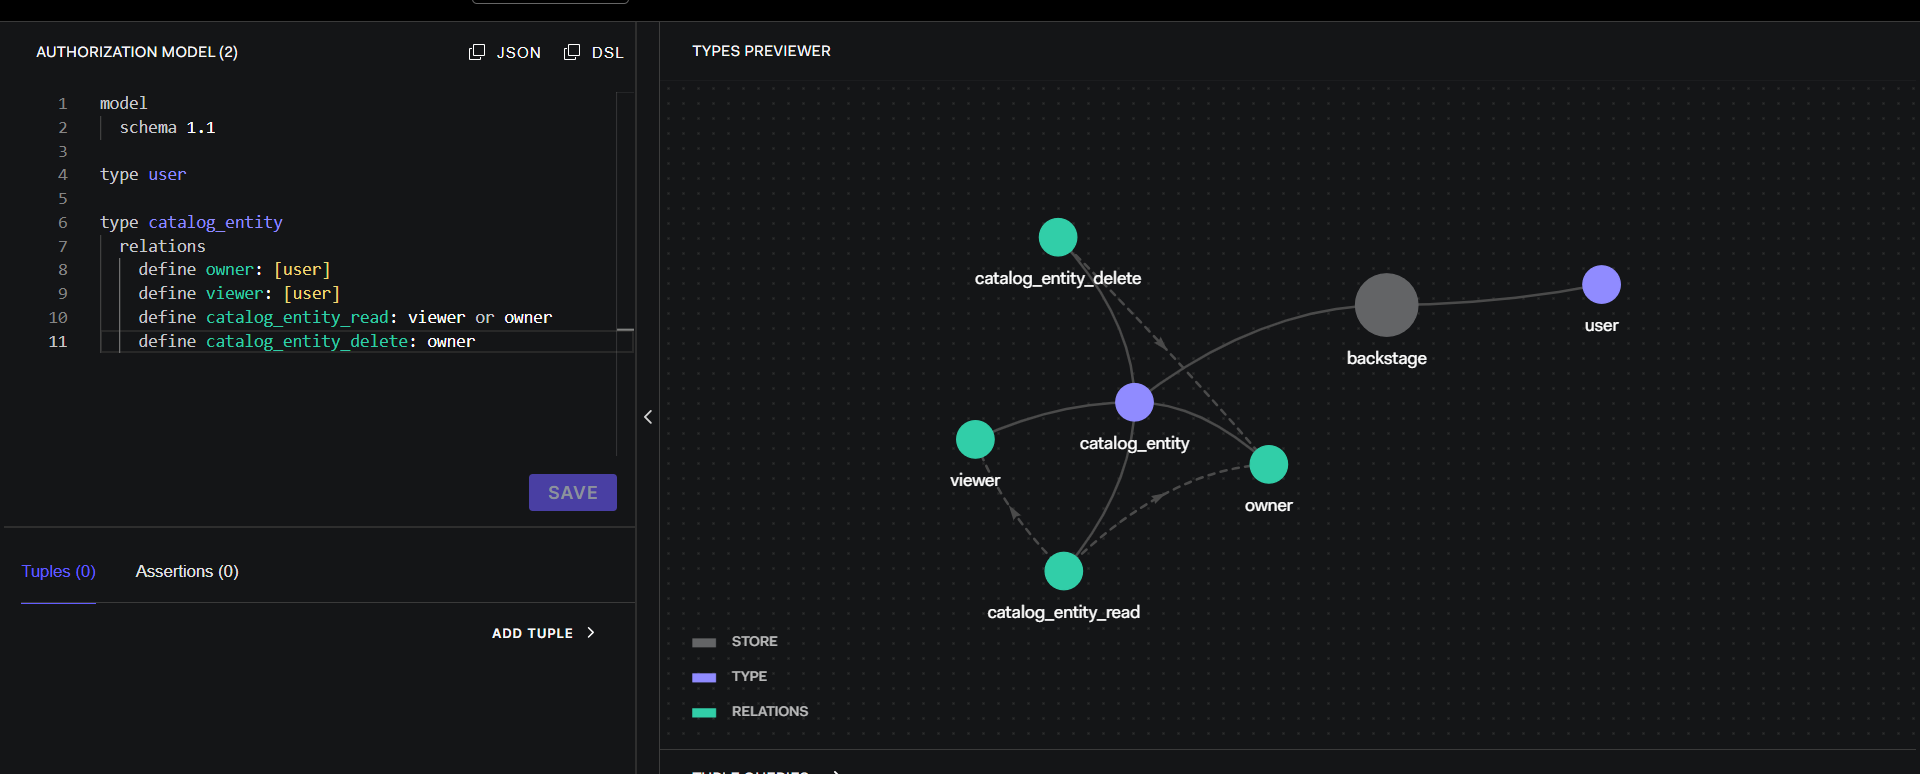 AUTHORIZATION MODEL (2)
JSON
DSL
1 model
2 schema 1.1
3
4 type user
5
6 type catalog_entity
7 relations
8 define owner: [user]
9 define viewer: [user]
10 define catalog_entity_read: viewer or owner
11 define catalog_entity_delete: owner
SAVE
Tuples (0)
Assertions (0)
ADD TUPLE
TYPES PREVIEWER
catalog_entity_delete
user
backstage
catalog_entity
viewer
owner
catalog_entity_read
STORE
TYPE
RELATIONS
TUPLE QUERIES